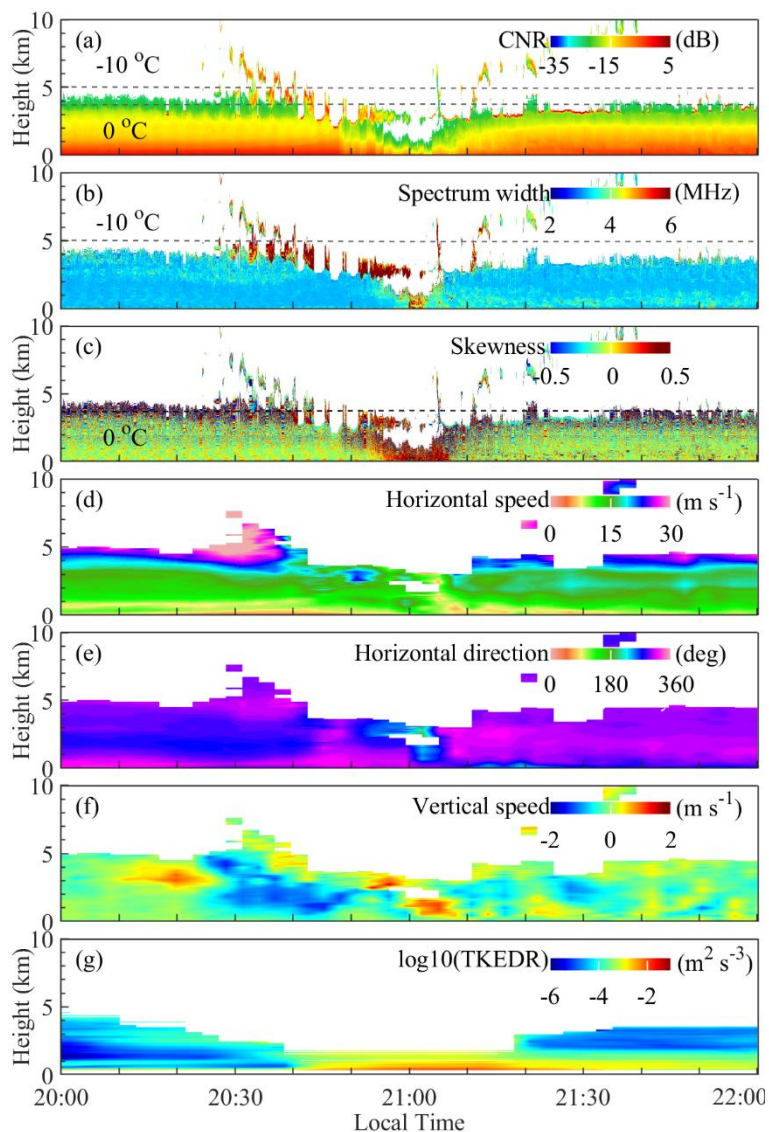 10
(a)
CNR
(dB)
-10 °C
-35 -15 5
5
0 °C
0
Height (km)
10
(b)
Spectrum width
(MHz)
-10 °C
2 4 6
5
0
Height (km)
10
(c)
Skewness
-0.5 0 0.5
5
0 °C
0
Height (km)
10
(d)
Horizontal speed
(m s-1)
0 15 30
5
0
Height (km)
10
(e)
Horizontal direction
(deg)
0 180 360
5
0
Height (km)
10
(f)
Vertical speed
(m s-1)
-2 0 2
5
0
Height (km)
10
(g)
log10(TKEDR)
(m2 s-3)
-6 -4 -2
5
0
Height (km)
20:00 20:30 21:00 21:30 22:00
Local Time